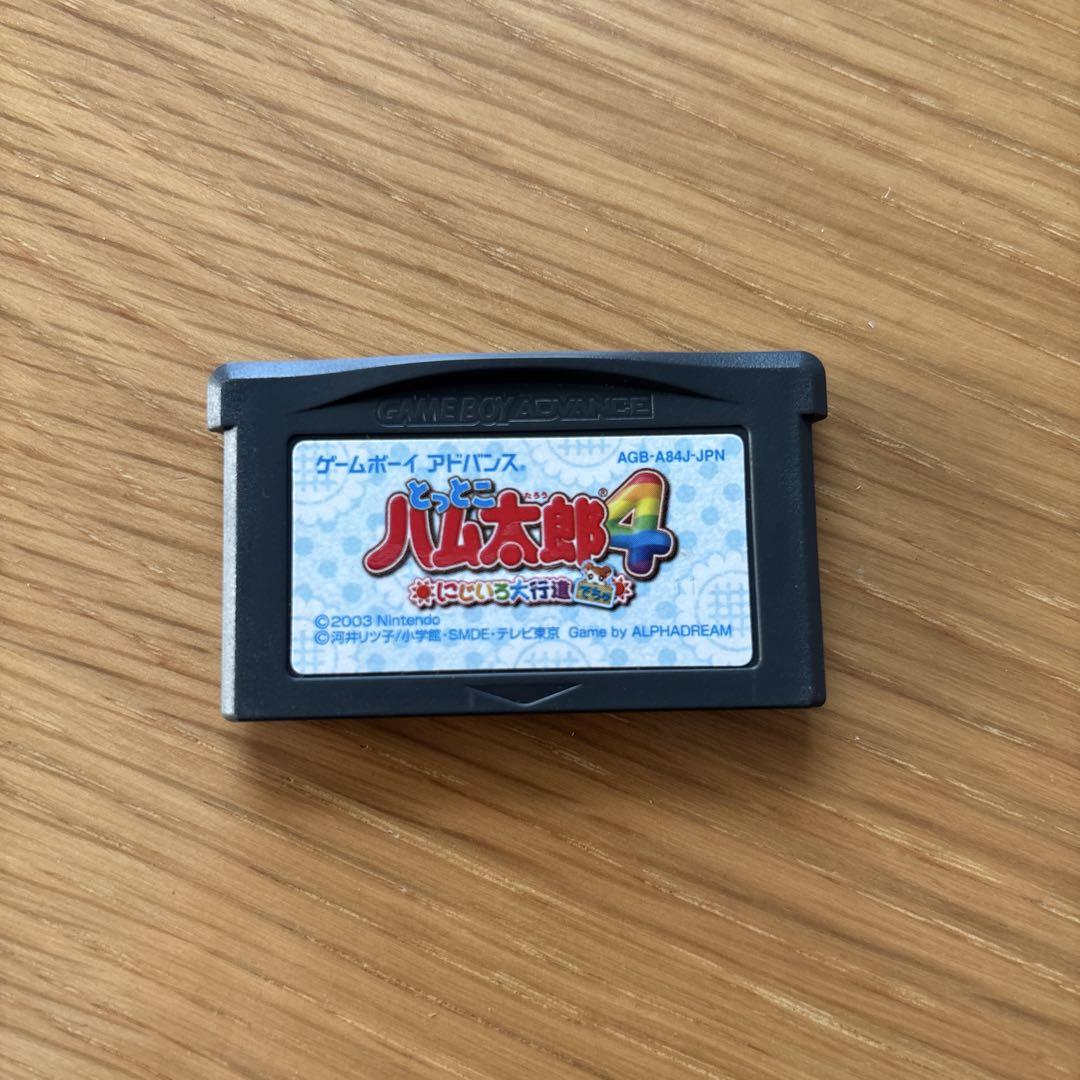 GAME BOY ADVANCE
ゲームボーイ アドバンス®
AGB-A84J-JPN
とっとこ
たろう
ハム太郎®4
にじいろ大行進でちゅ
©2003 Nintendo
©河井リツ子/小学館・SMDE・テレビ東京 Game by ALPHADREAM